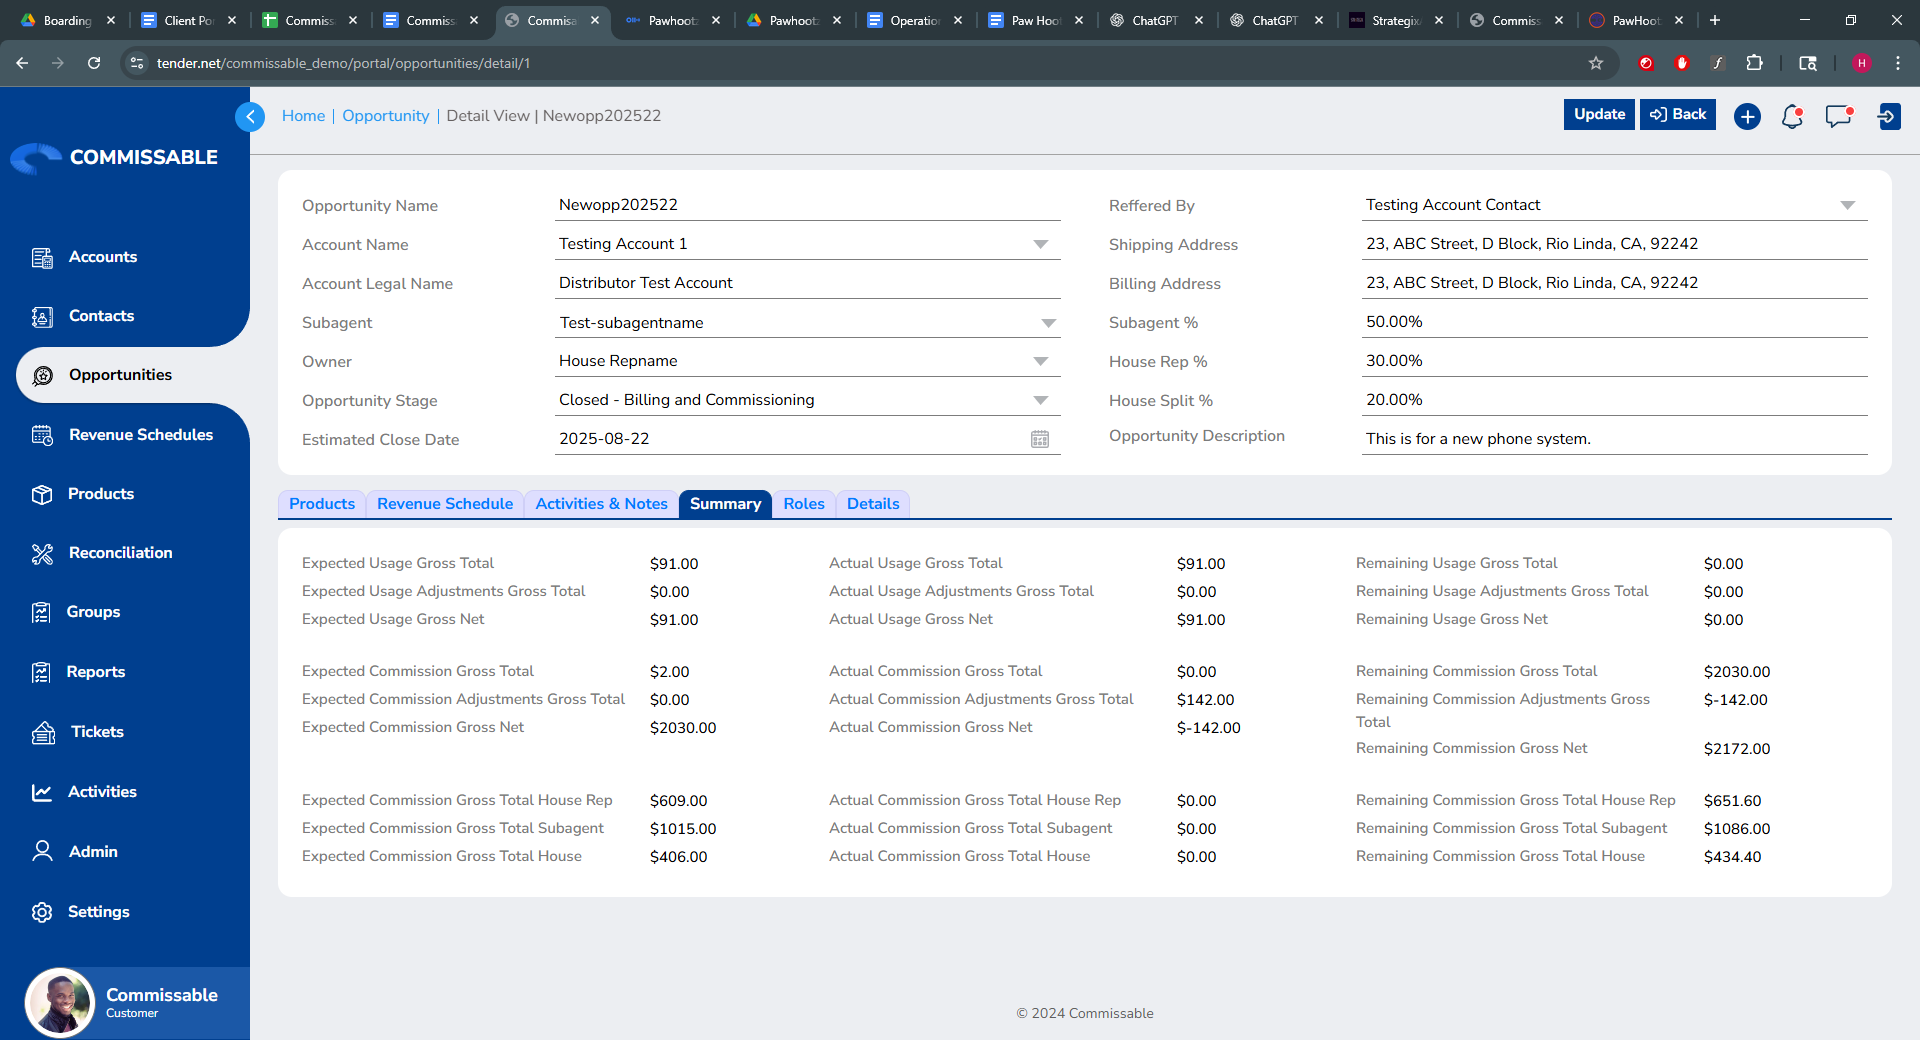 Boarding
Client Po
Commiss
Commiss
Commiss
Pawhoot
Pawhoot
Operatio
Paw Hoot
ChatGPT
ChatGPT
Strategix
Commiss
PawHoot
tender.net/commissable_demo/portal/opportunities/detail/1
H
COMMISSABLE
Home | Opportunity | Detail View | Newopp202522
Update
Back
Accounts
Contacts
Opportunities
Revenue Schedules
Products
Reconciliation
Groups
Reports
Tickets
Activities
Admin
Settings
Commissable
Customer
Opportunity Name Newopp202522
Account Name Testing Account 1
Account Legal Name Distributor Test Account
Subagent Test-subagentname
Owner House Repname
Opportunity Stage Closed - Billing and Commissioning
Estimated Close Date 2025-08-22
Reffered By Testing Account Contact
Shipping Address 23, ABC Street, D Block, Rio Linda, CA, 92242
Billing Address 23, ABC Street, D Block, Rio Linda, CA, 92242
Subagent % 50.00%
House Rep % 30.00%
House Split % 20.00%
Opportunity Description This is for a new phone system.
Products Revenue Schedule Activities & Notes Summary Roles Details
Expected Usage Gross Total $91.00
Expected Usage Adjustments Gross Total $0.00
Expected Usage Gross Net $91.00
Expected Commission Gross Total $2.00
Expected Commission Adjustments Gross Total $0.00
Expected Commission Gross Net $2030.00
Expected Commission Gross Total House Rep $609.00
Expected Commission Gross Total Subagent $1015.00
Expected Commission Gross Total House $406.00
Actual Usage Gross Total $91.00
Actual Usage Adjustments Gross Total $0.00
Actual Usage Gross Net $91.00
Actual Commission Gross Total $0.00
Actual Commission Adjustments Gross Total $142.00
Actual Commission Gross Net $-142.00
Actual Commission Gross Total House Rep $0.00
Actual Commission Gross Total Subagent $0.00
Actual Commission Gross Total House $0.00
Remaining Usage Gross Total $0.00
Remaining Usage Adjustments Gross Total $0.00
Remaining Usage Gross Net $0.00
Remaining Commission Gross Total $2030.00
Remaining Commission Adjustments Gross $-142.00
Total
Remaining Commission Gross Net $2172.00
Remaining Commission Gross Total House Rep $651.60
Remaining Commission Gross Total Subagent $1086.00
Remaining Commission Gross Total House $434.40
© 2024 Commissable